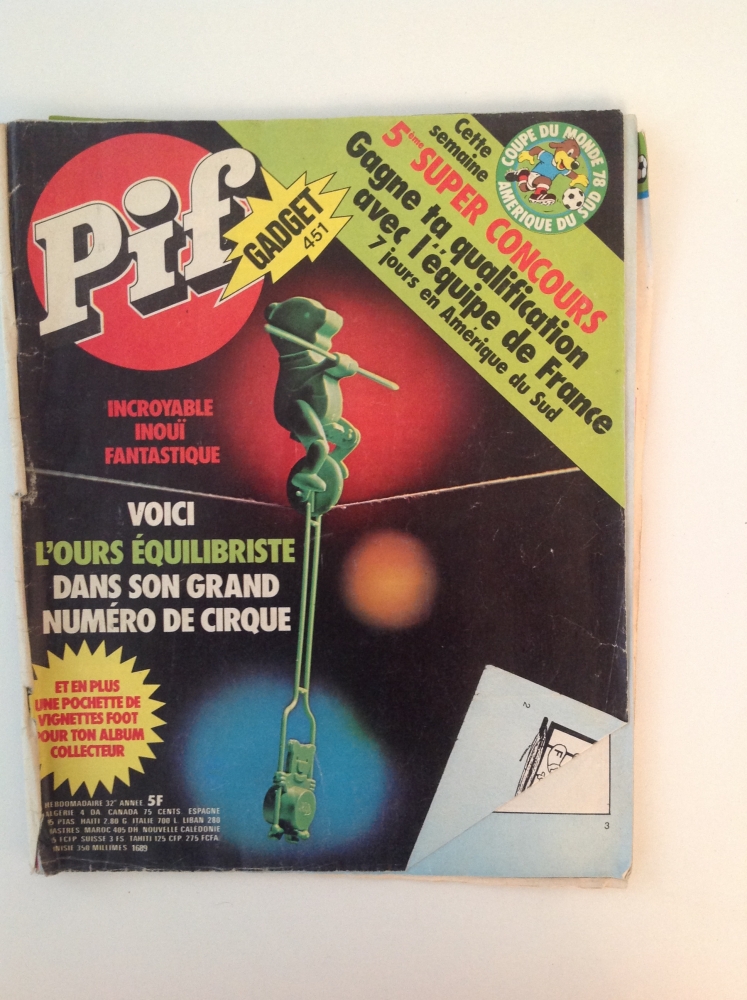 Pif
GADGET
451
Cette
semaine
5ème SUPER CONCOURS
Gagne ta qualification
avec l'équipe de France
7 jours en Amérique du Sud
COUPE DU MONDE 78
AMÉRIQUE DU SUD
INCROYABLE
INOUÏ
FANTASTIQUE
VOICI
L'OURS ÉQUILIBRISTE
DANS SON GRAND
NUMÉRO DE CIRQUE
ET EN PLUS
UNE POCHETTE DE
VIGNETTES FOOT
POUR TON ALBUM
COLLECTEUR
HEBDOMADAIRE 32e ANNEE 5F
ALGÉRIE 4 DA CANADA 75 CENTS ESPAGNE
PTAS HAITI 2.80 G ITALIE 700 L. LIBAN 280
PIASTRES MAROC 405 DH NOUVELLE CALEDONIE
FCFP SUISSE 3 FS TAHITI 175 CFP 275 FCFA
TUNISIE 350 MILLIMES 1689
2
3